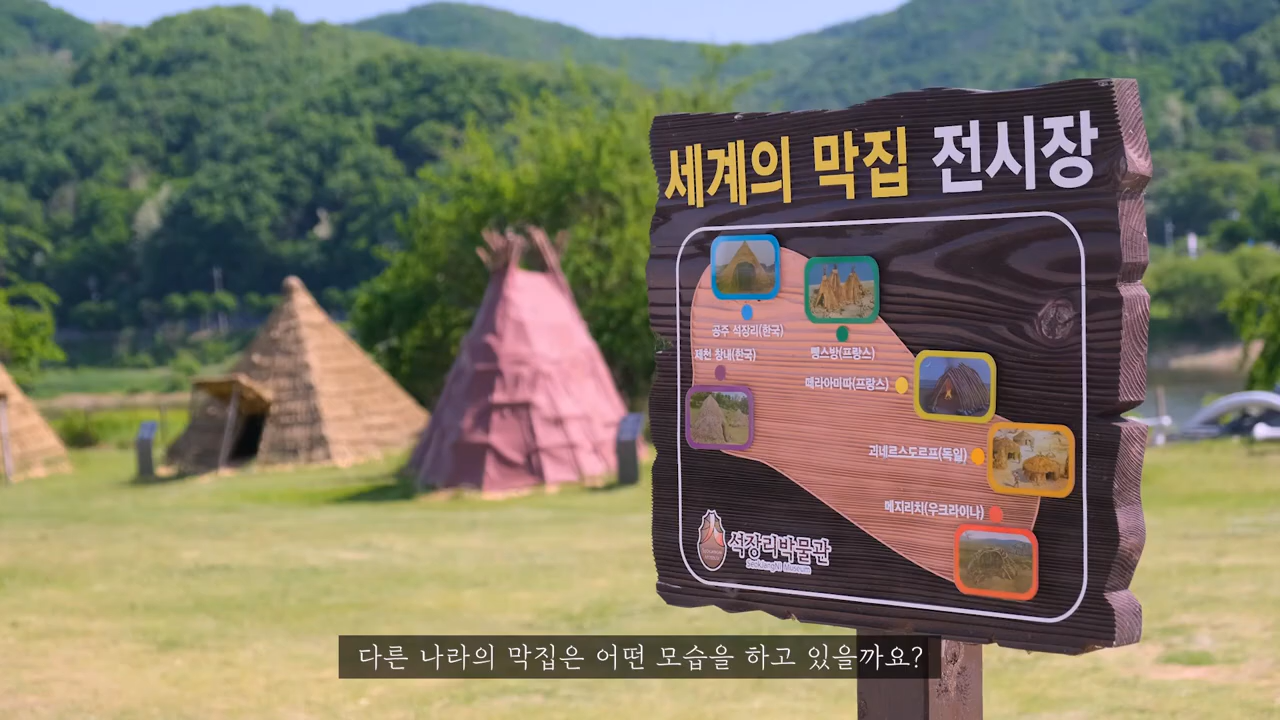 세계의 막집 전시장
공주 석장리(한국)
제천 창내(한국)
뺑스방(프랑스)
떼라아미따(프랑스)
괴네르스도르프(독일)
메지리치(우크라이나)
석장리박물관
SeokJangNi Museum
다른 나라의 막집은 어떤 모습을 하고 있을까요?